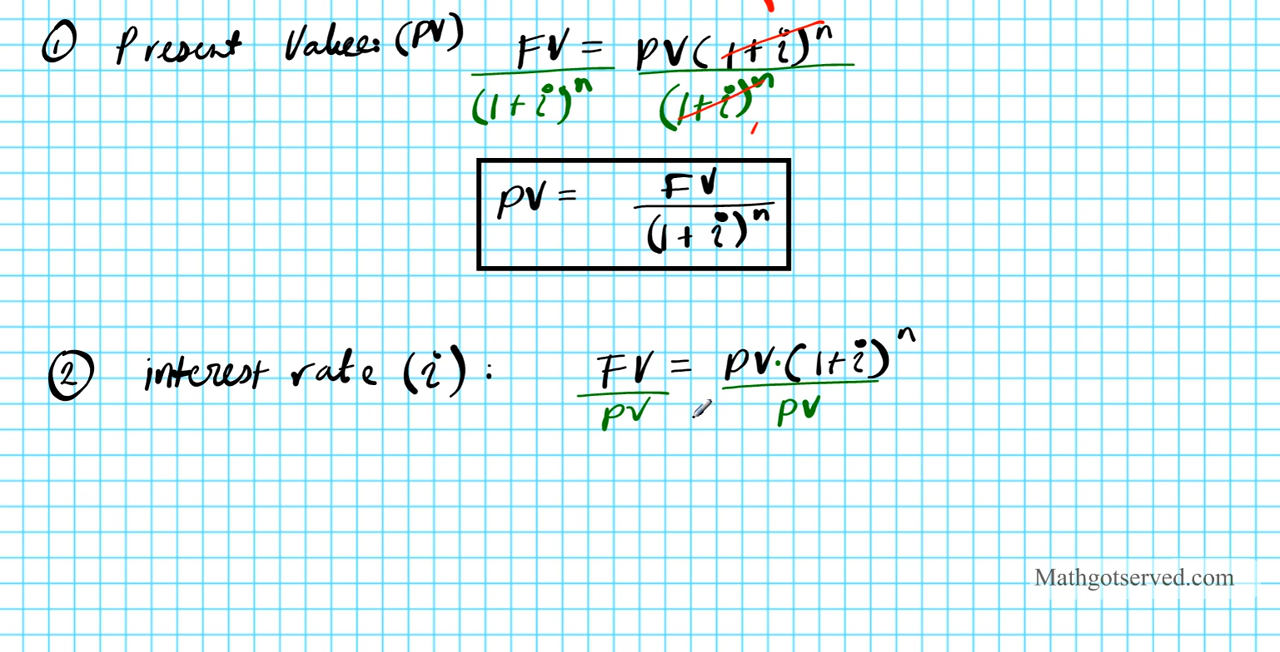 ① Present Value: (PV) FV = PV(1+i)^n
(1+i)^n (1+i)^n
PV = FV
(1+i)^n
② interest rate (i): FV = PV·(1+i)^n
PV PV
Mathgotserved.com